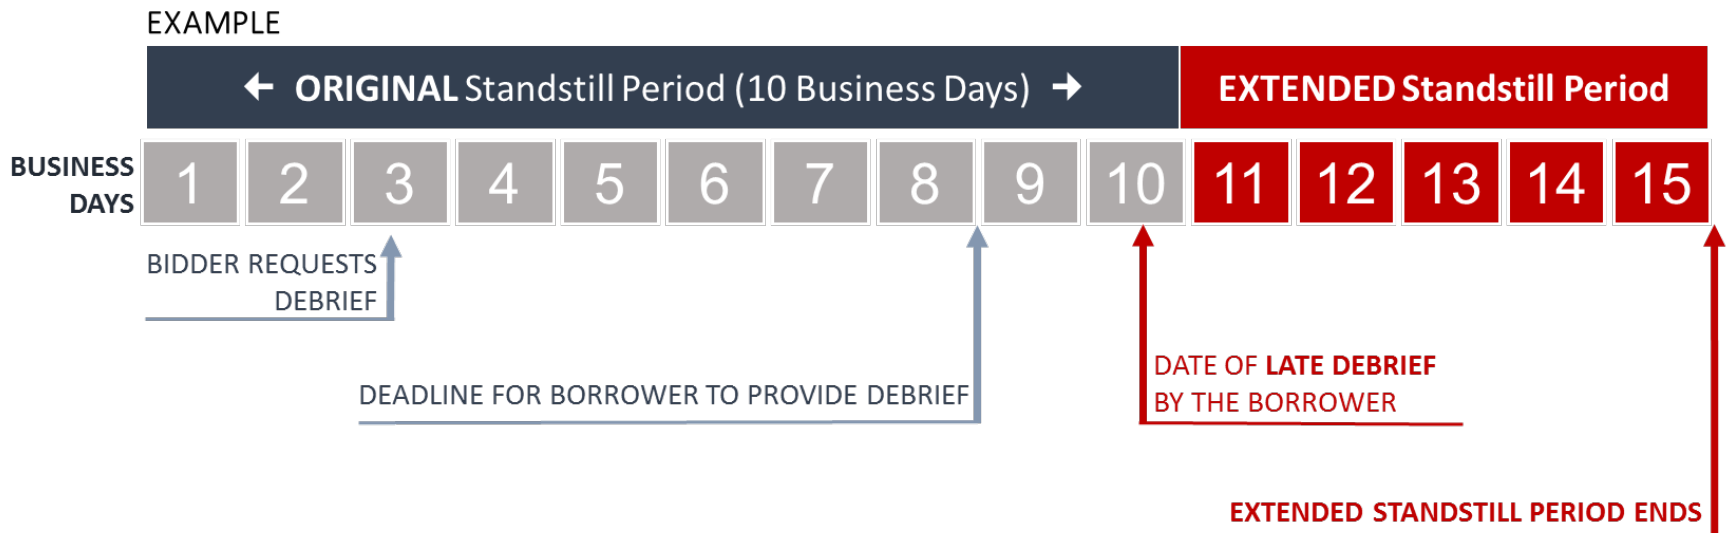 EXAMPLE
← ORIGINAL Standstill Period (10 Business Days) →
EXTENDED Standstill Period
BUSINESS
DAYS
1 2 3 4 5 6 7 8 9 10 11 12 13 14 15
BIDDER REQUESTS
DEBRIEF
DEADLINE FOR BORROWER TO PROVIDE DEBRIEF
DATE OF LATE DEBRIEF
BY THE BORROWER
EXTENDED STANDSTILL PERIOD ENDS